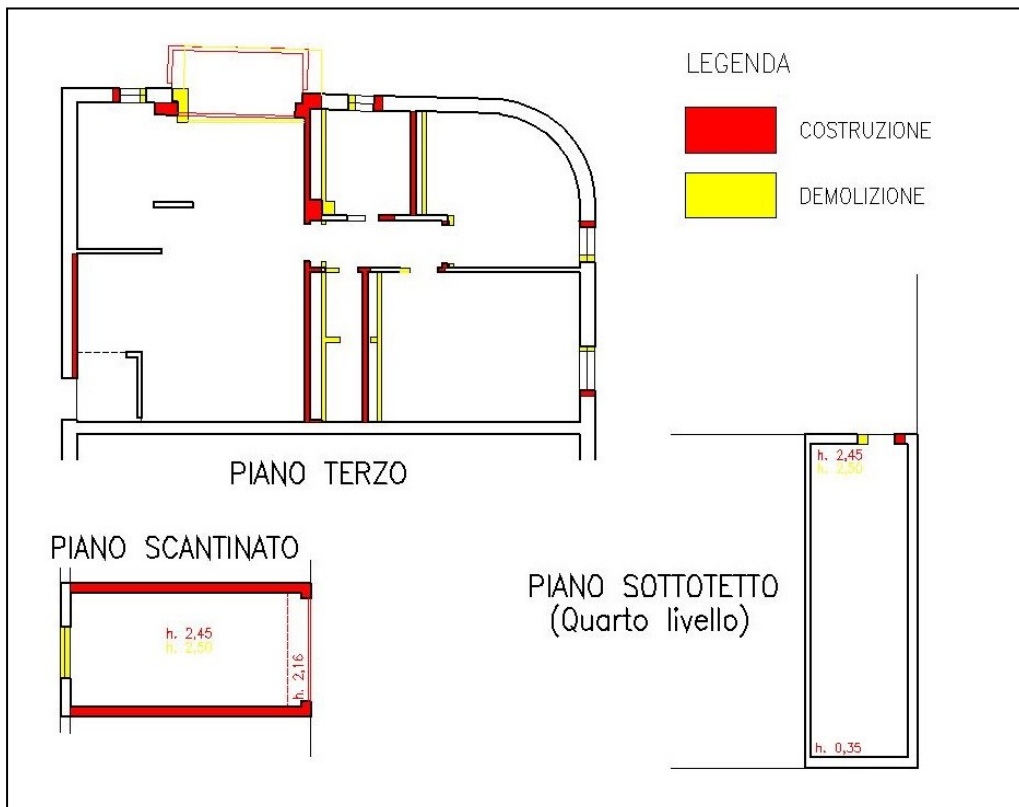 LEGENDA
COSTRUZIONE
DEMOLIZIONE
PIANO TERZO
PIANO SCANTINATO
h. 2,45
h. 2,50
h. 2,16
PIANO SOTTOTETTO
(Quarto livello)
h. 2,45
h. 2,50
h. 0,35